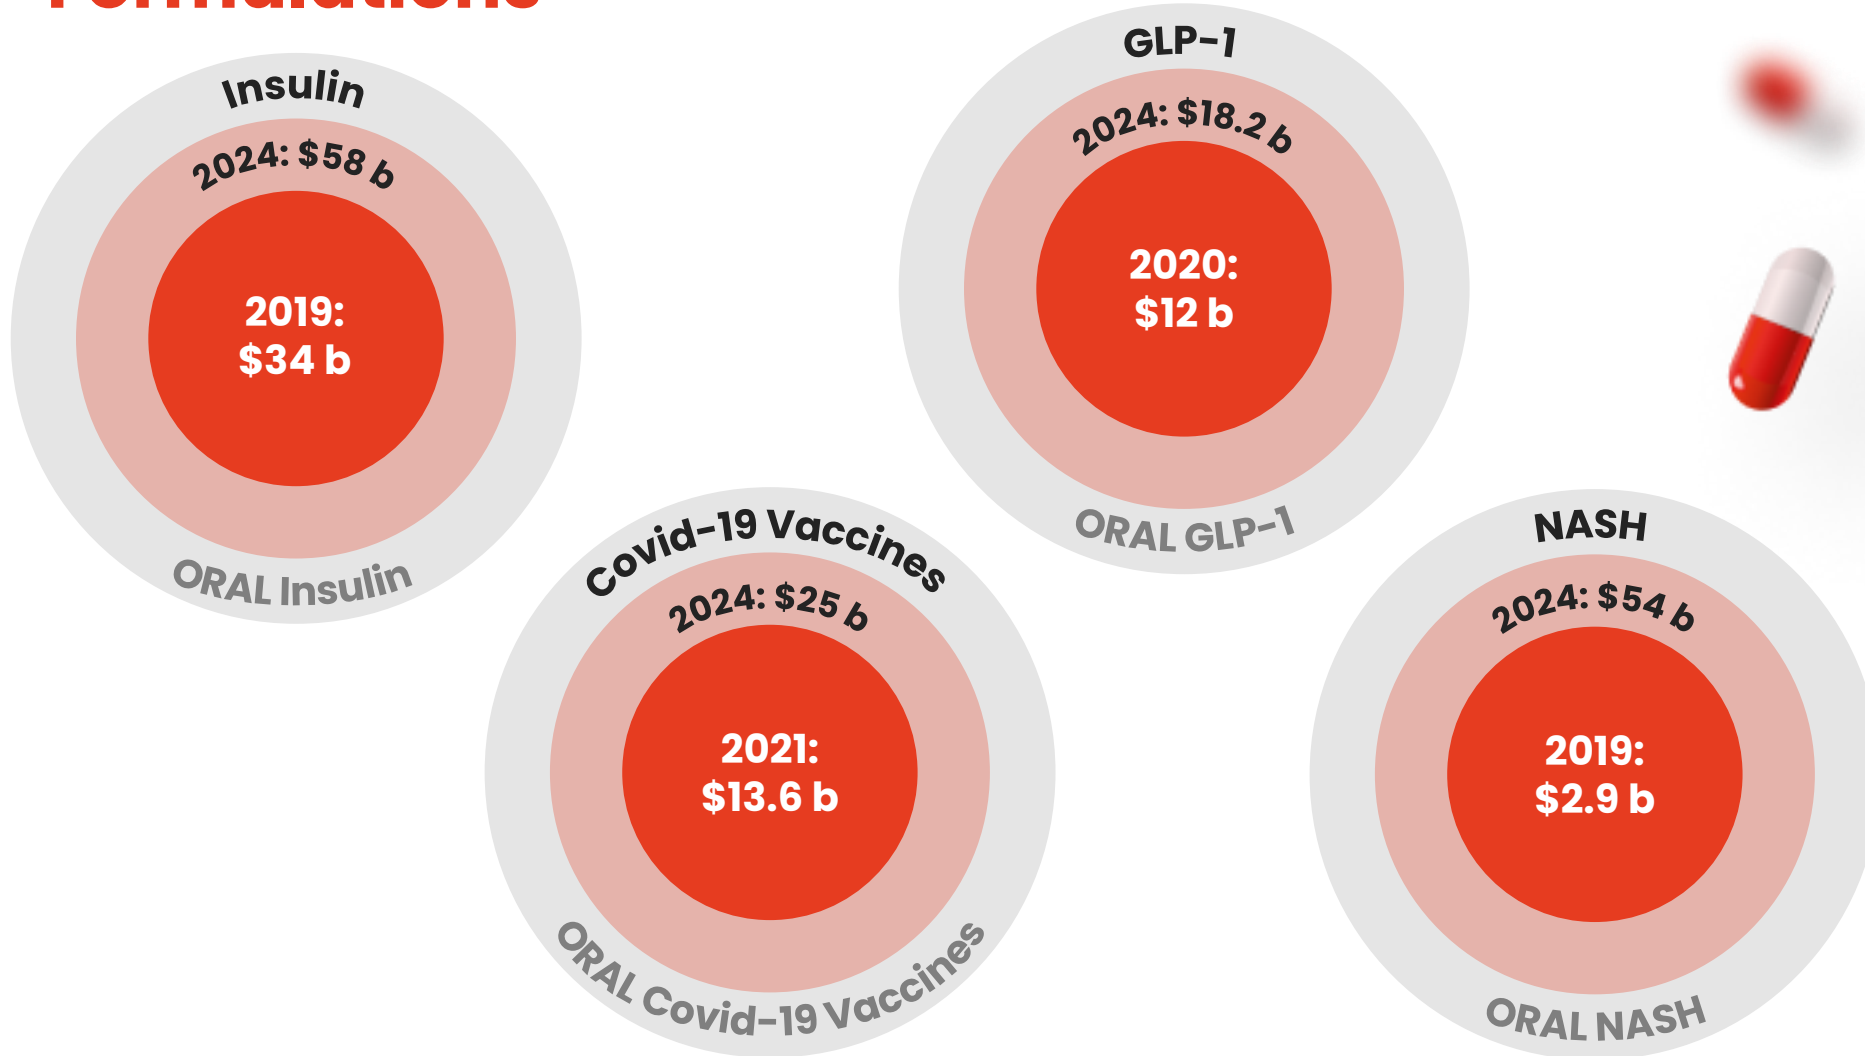 Formulations
Insulin
2024: $58 b
2019:
$34 b
ORAL Insulin
GLP-1
2024: $18.2 b
2020:
$12 b
ORAL GLP-1
Covid-19 Vaccines
2024: $25 b
2021:
$13.6 b
ORAL Covid-19 Vaccines
NASH
2024: $54 b
2019:
$2.9 b
ORAL NASH